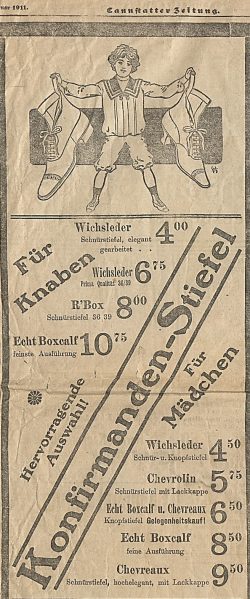 1911. Cannstatter Zeitung.
Für
Knaben
Wichsleder 4 00
Schnürstiefel, elegant
gearbeitet
Wichsleder 6 75
Prima Qualität 36/39
R'Box 8 00
Schnürstiefel 36 39
Echt Boxcalf 10 75
feinste Ausführung
Konfirmanden-Stiefel
Hervorragende
Auswahl!
Für
Mädchen
Wichsleder 4 50
Schnür- u. Knopfstiefel
Chevrolin 5 75
Schnürstiefel mit Lackkappe
Echt Boxcalf u. Chevreaux 6 50
Knopfstiefel Gelegenheitskauf!
Echt Boxcalf 8 50
feine Ausführung
Chevreaux 9 50
Schnürstiefel, hochelegant, mit Lackkappe